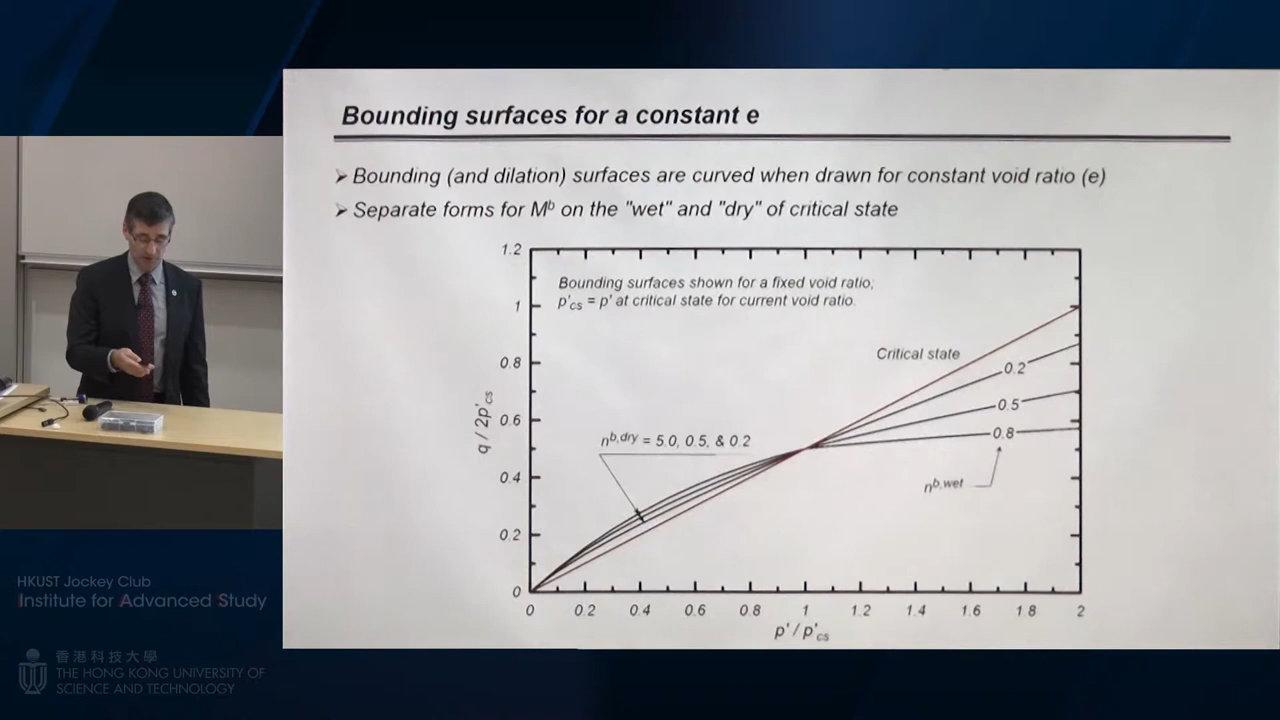 Bounding surfaces for a constant e
➢ Bounding (and dilation) surfaces are curved when drawn for constant void ratio (e)
➢ Separate forms for Mᵇ on the "wet" and "dry" of critical state
Bounding surfaces shown for a fixed void ratio;
p'cs = p' at critical state for current void ratio.
Critical state
0.2
0.5
0.8
nᵇ,ʷᵉᵗ
nᵇ,ᵈʳʸ = 5.0, 0.5, & 0.2
q / 2p'cs
1.2
1
0.8
0.6
0.4
0.2
0
0 0.2 0.4 0.6 0.8 1 1.2 1.4 1.6 1.8 2
p' / p'cs
HKUST Jockey Club
Institute for Advanced Study
香港科技大學
THE HONG KONG UNIVERSITY OF
SCIENCE AND TECHNOLOGY